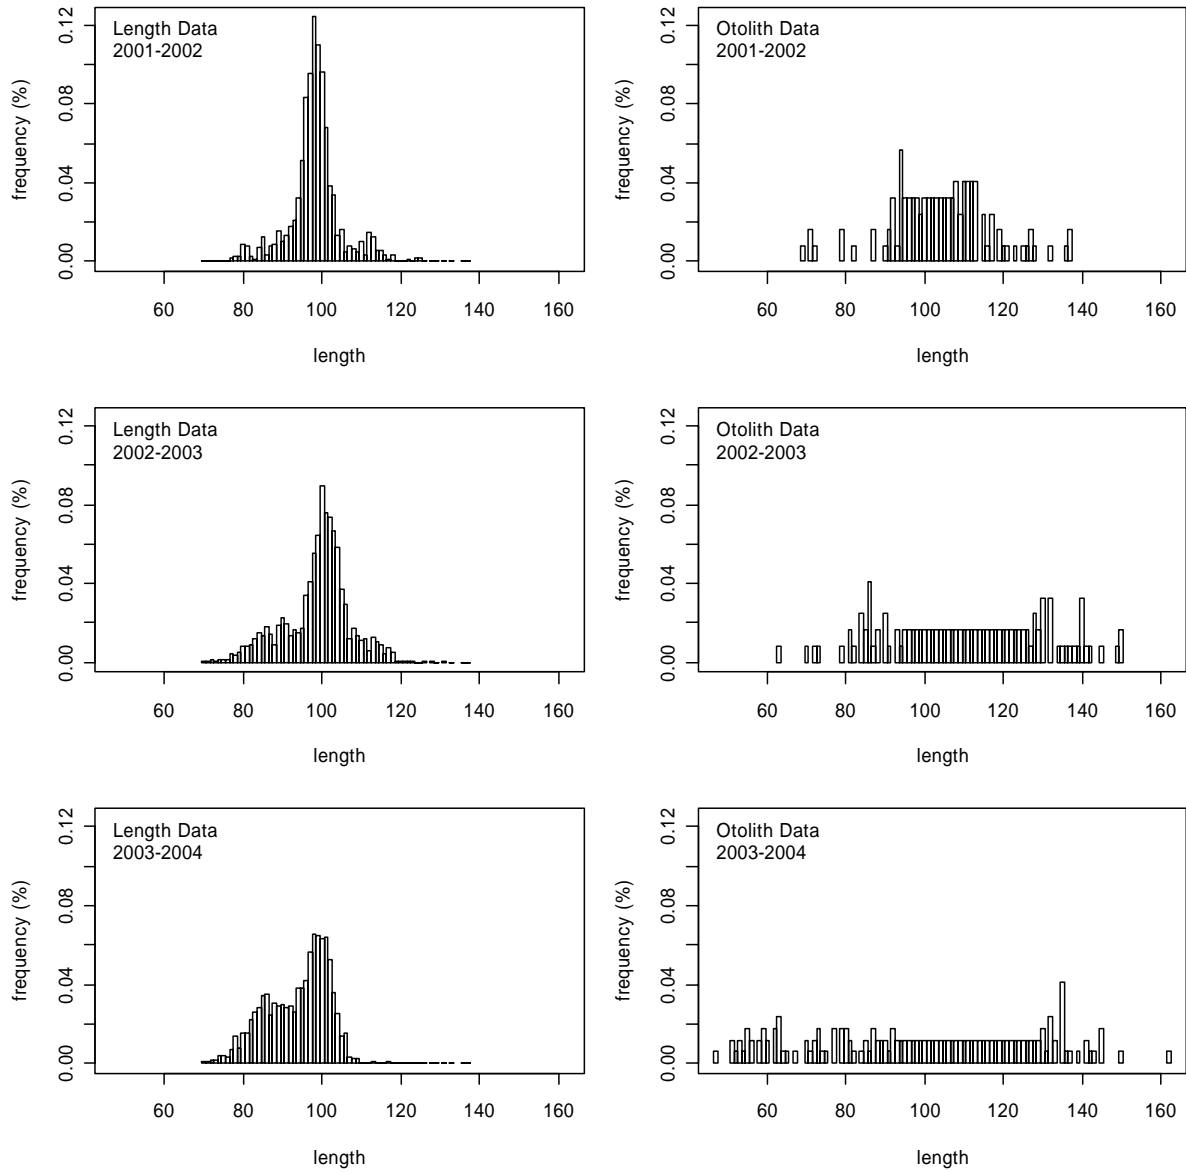 Length Data
2001-2002
frequency (%)
0.00 0.04 0.08 0.12
60 80 100 120 140 160
length
Otolith Data
2001-2002
frequency (%)
0.00 0.04 0.08 0.12
60 80 100 120 140 160
length
Length Data
2002-2003
frequency (%)
0.00 0.04 0.08 0.12
60 80 100 120 140 160
length
Otolith Data
2002-2003
frequency (%)
0.00 0.04 0.08 0.12
60 80 100 120 140 160
length
Length Data
2003-2004
frequency (%)
0.00 0.04 0.08 0.12
60 80 100 120 140 160
length
Otolith Data
2003-2004
frequency (%)
0.00 0.04 0.08 0.12
60 80 100 120 140 160
length